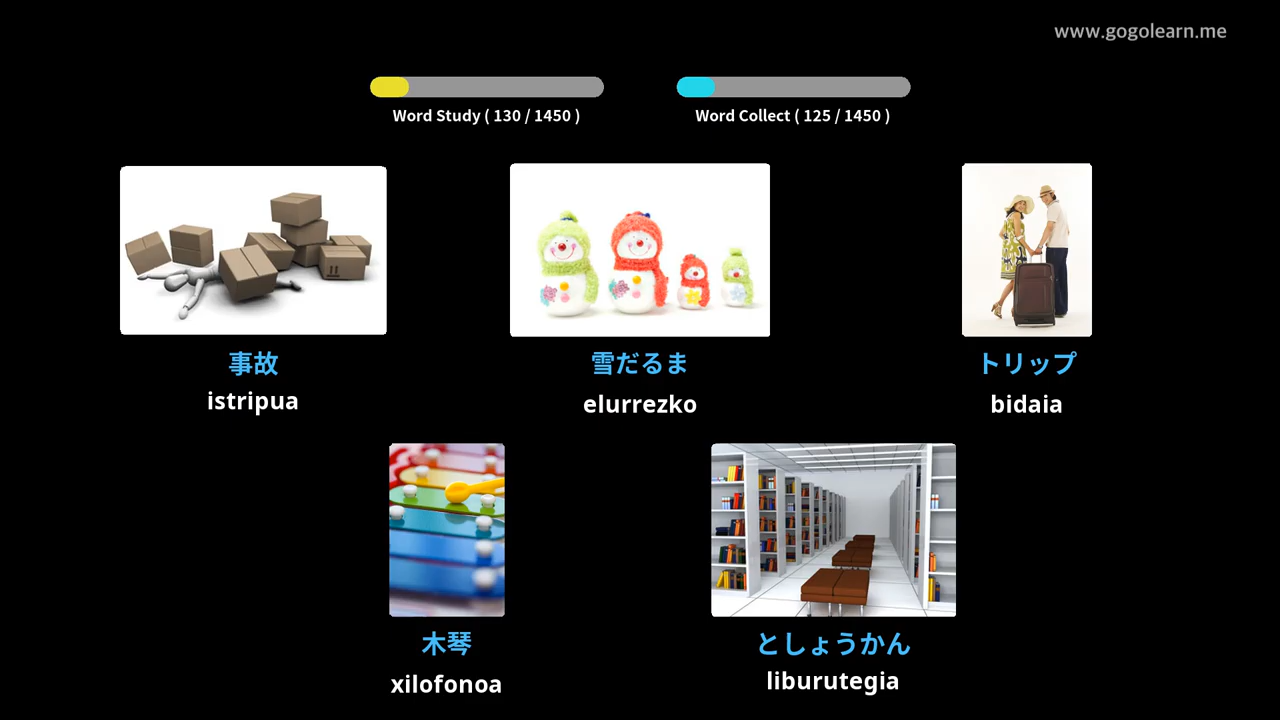 www.gogolearn.me
Word Study ( 130 / 1450 )
Word Collect ( 125 / 1450 )
事故
istripua
雪だるま
elurrezko
トリップ
bidaia
木琴
xilofonoa
としょうかん
liburutegia